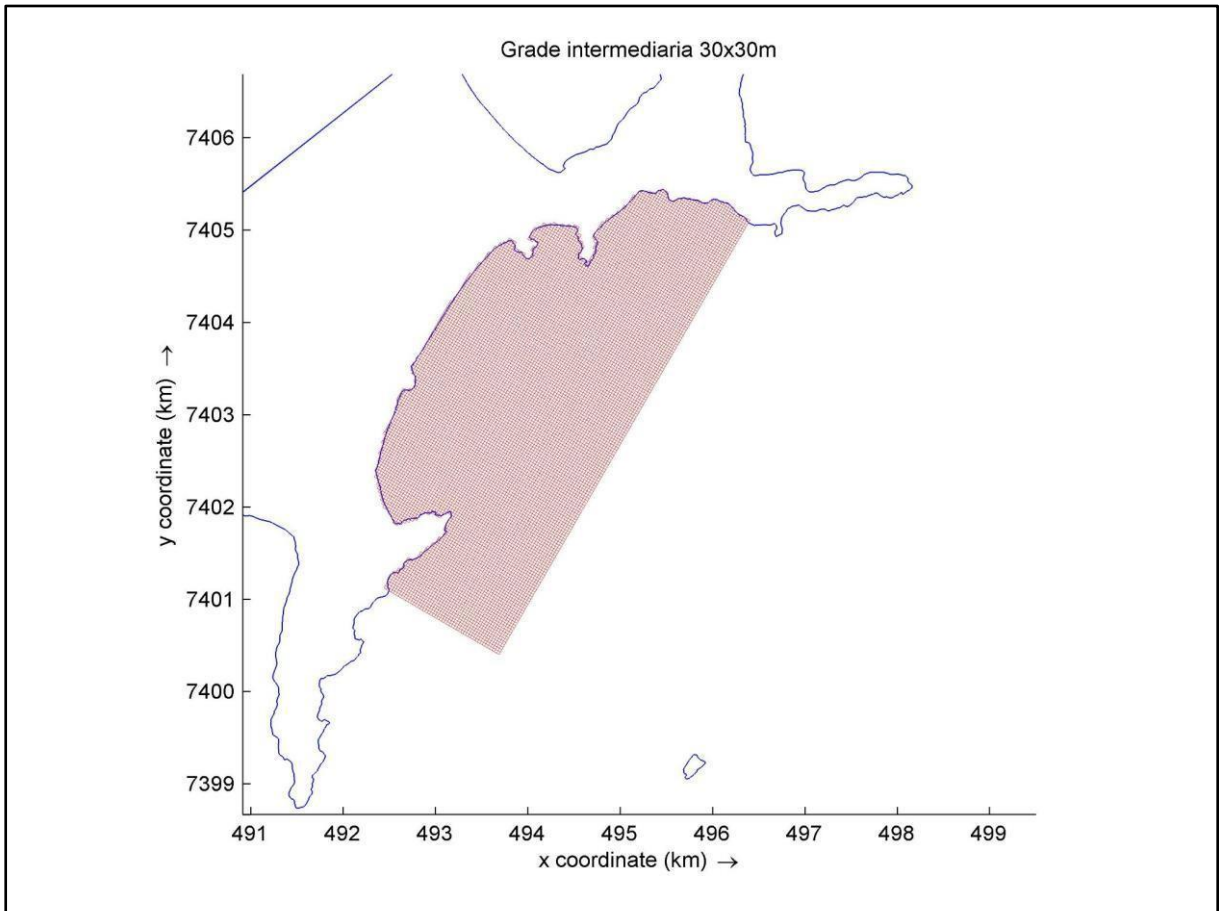 Grade intermediaria 30x30m
7406
7405
7404
7403
7402
7401
7400
7399
y coordinate (km) →
491 492 493 494 495 496 497 498 499
x coordinate (km) →